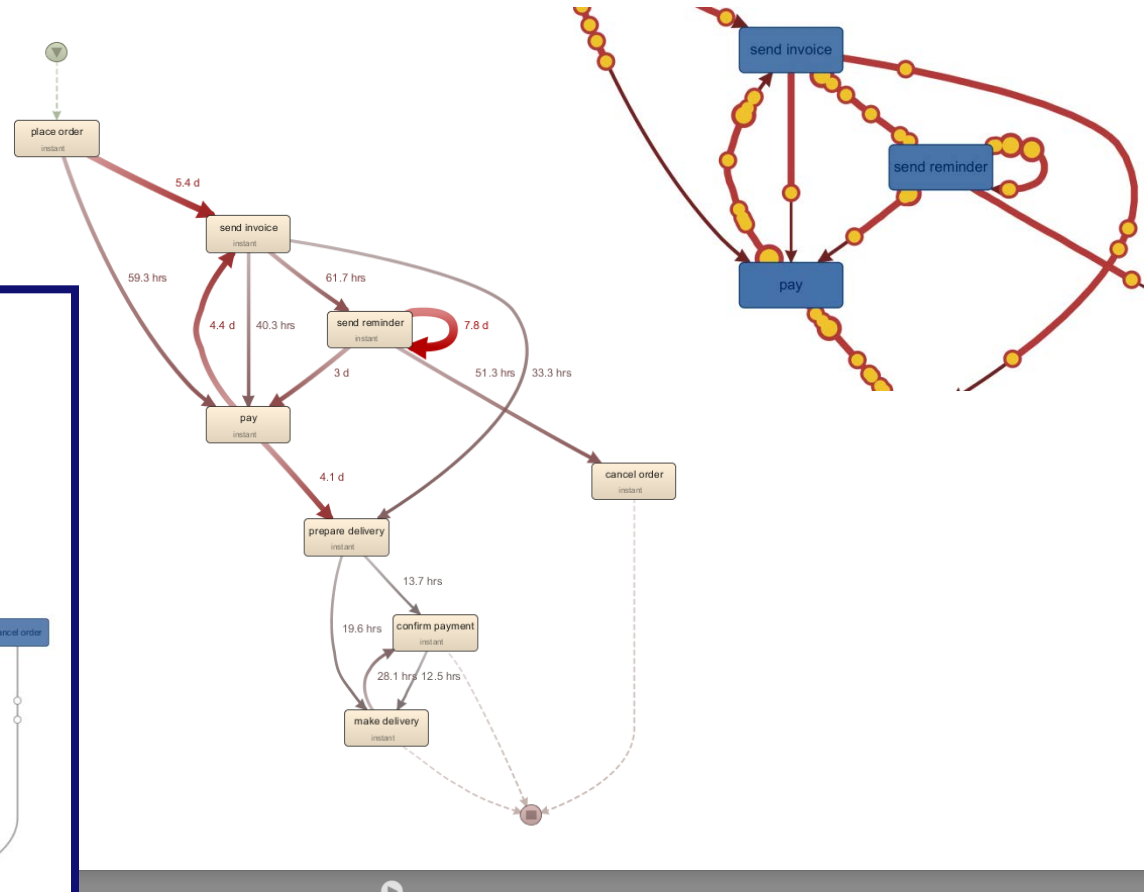 place order
instant
5.4 d
send invoice
instant
59.3 hrs
61.7 hrs
4.4 d
40.3 hrs
send reminder
instant
7.8 d
3 d
51.3 hrs
33.3 hrs
pay
instant
4.1 d
cancel order
instant
prepare delivery
instant
13.7 hrs
19.6 hrs
confirm payment
instant
28.1 hrs
12.5 hrs
make delivery
instant
send invoice
send reminder
pay
ancel order